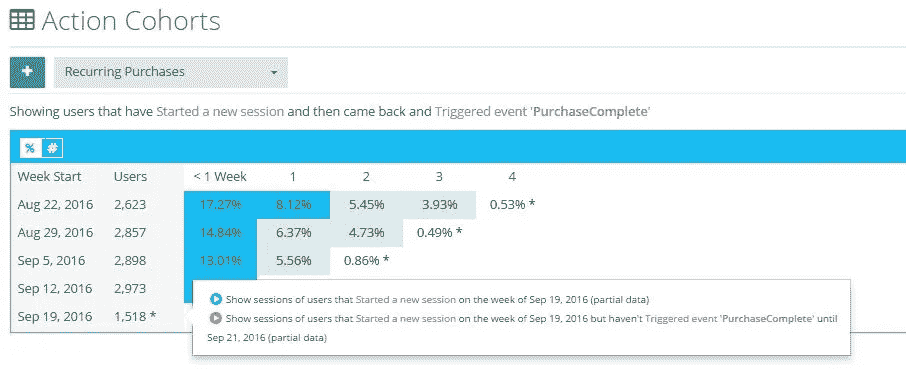 Action Cohorts
+ Recurring Purchases
Showing users that have Started a new session and then came back and Triggered event 'PurchaseComplete'
% #
Week Start Users < 1 Week 1 2 3 4
Aug 22, 2016 2,623 17.27% 8.12% 5.45% 3.93% 0.53% *
Aug 29, 2016 2,857 14.84% 6.37% 4.73% 0.49% *
Sep 5, 2016 2,898 13.01% 5.56% 0.86% *
Sep 12, 2016 2,973
Show sessions of users that Started a new session on the week of Sep 19, 2016 (partial data)
Sep 19, 2016 1,518 *
Show sessions of users that Started a new session on the week of Sep 19, 2016 but haven't Triggered event 'PurchaseComplete' until
Sep 21, 2016 (partial data)